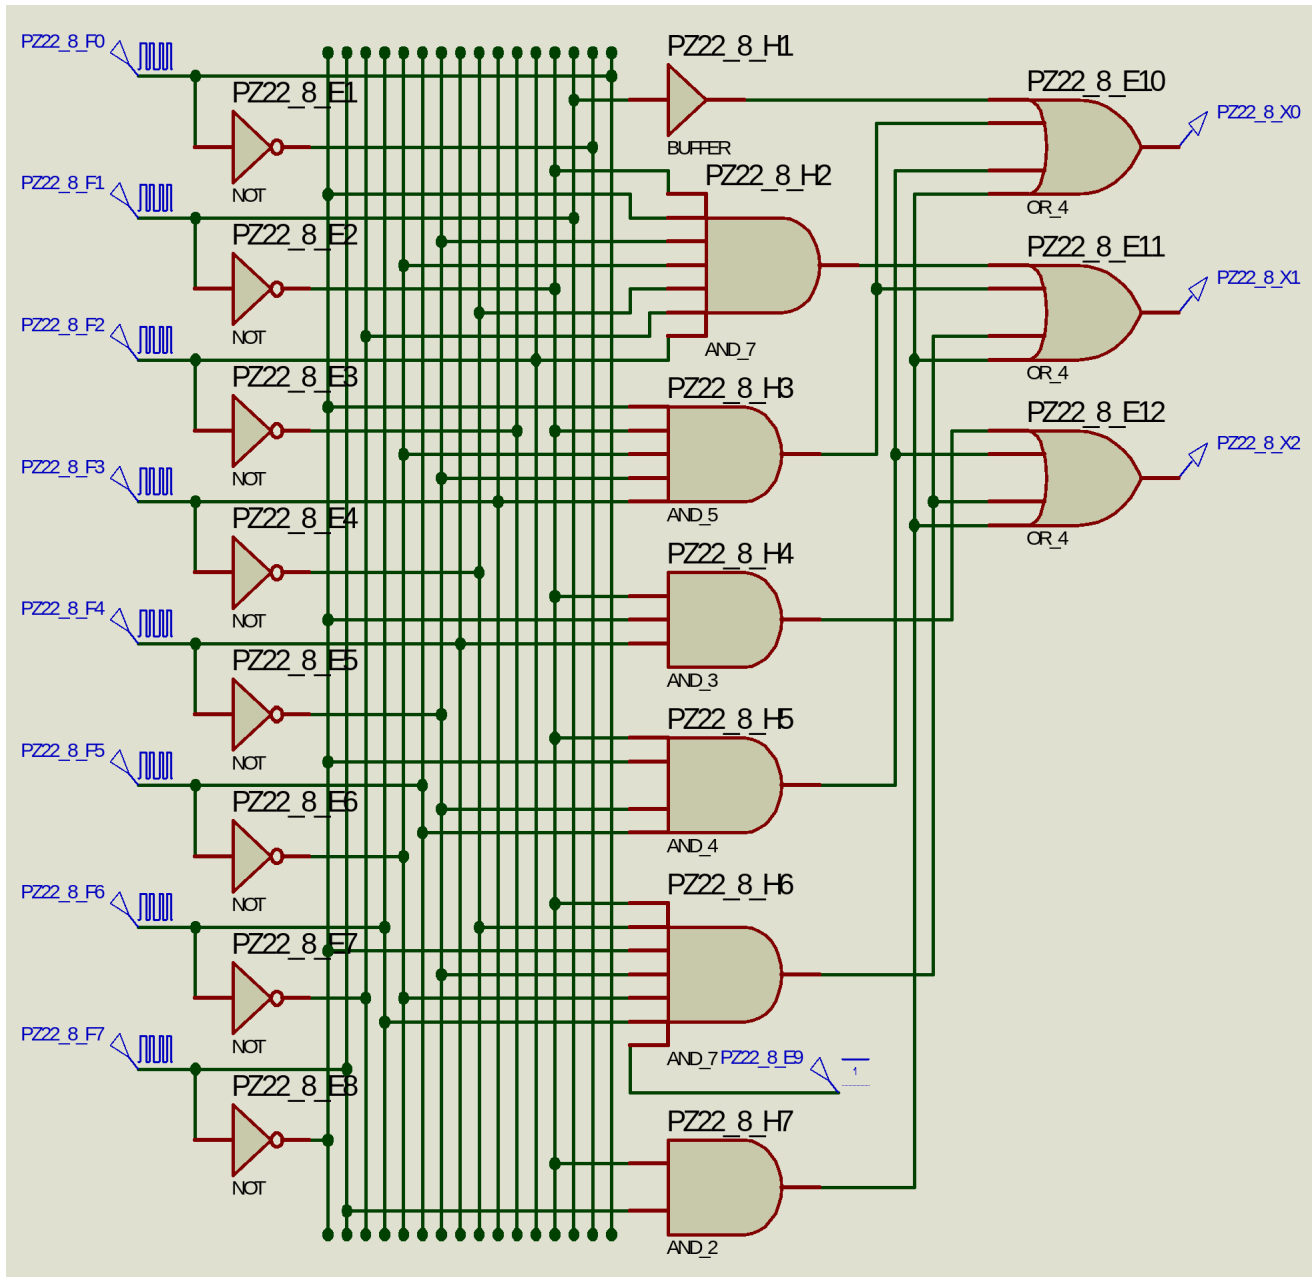 PZ22_8_F0
PZ22_8_E1
NOT
PZ22_8_F1
PZ22_8_E2
NOT
PZ22_8_F2
PZ22_8_E3
NOT
PZ22_8_F3
PZ22_8_E4
NOT
PZ22_8_F4
PZ22_8_E5
NOT
PZ22_8_F5
PZ22_8_E6
NOT
PZ22_8_F6
PZ22_8_E7
NOT
PZ22_8_F7
PZ22_8_E8
NOT
PZ22_8_H1
BUFFER
PZ22_8_H2
AND_7
PZ22_8_H3
AND_5
PZ22_8_H4
AND_3
PZ22_8_H5
AND_4
PZ22_8_H6
AND_7
PZ22_8_E9
1
PZ22_8_H7
AND_2
PZ22_8_E10
OR_4
PZ22_8_X0
PZ22_8_E11
OR_4
PZ22_8_X1
PZ22_8_E12
OR_4
PZ22_8_X2